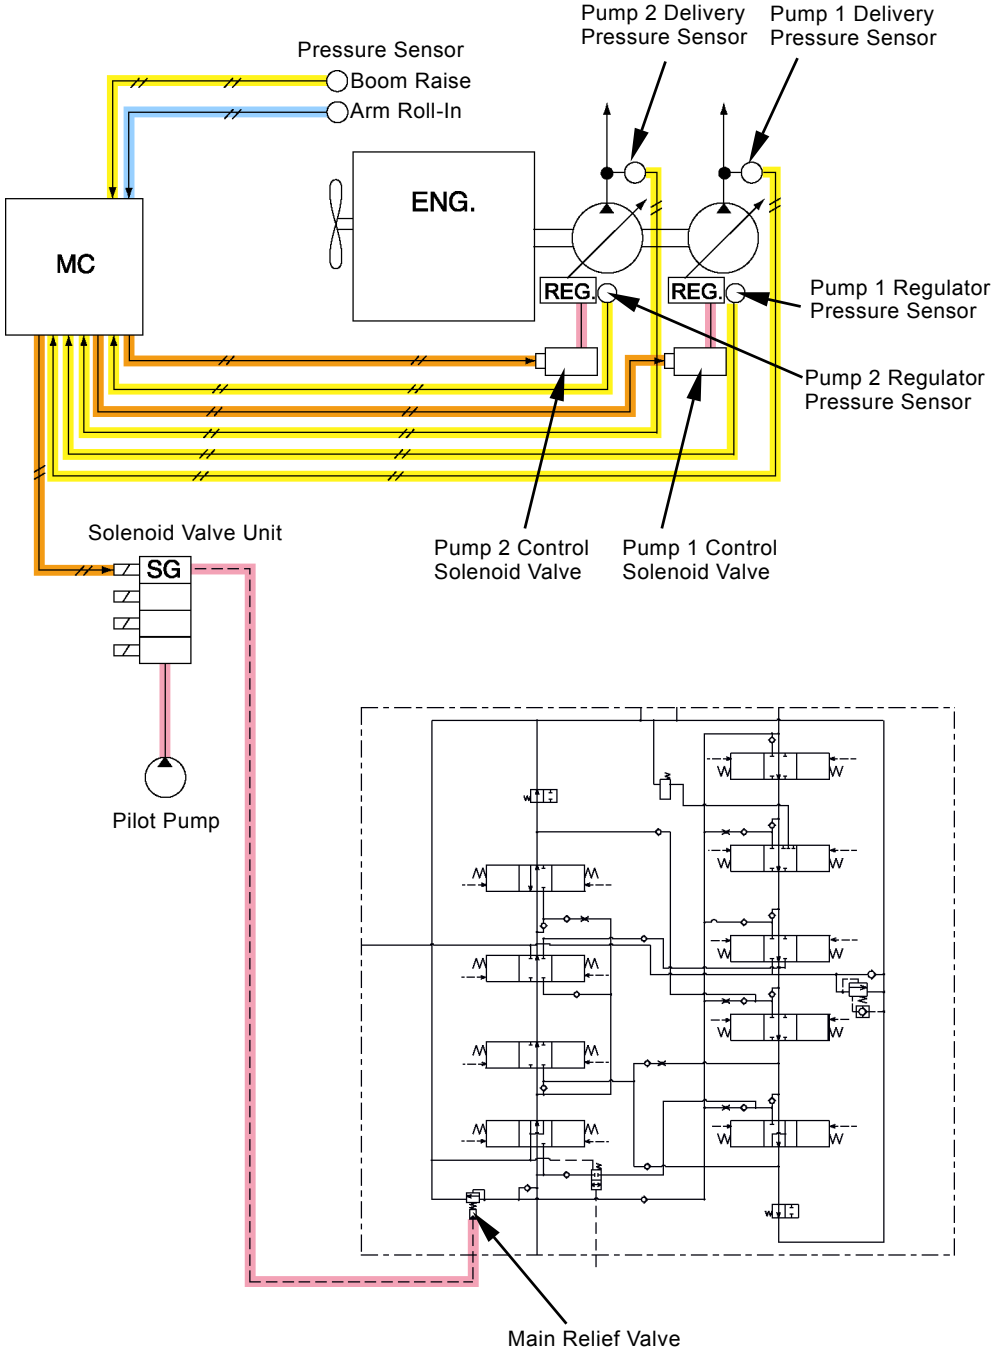 Pump 2 Delivery
Pressure Sensor
Pump 1 Delivery
Pressure Sensor
Pressure Sensor
Boom Raise
Arm Roll-In
ENG.
MC
REG.
REG.
Pump 1 Regulator
Pressure Sensor
Pump 2 Regulator
Pressure Sensor
Solenoid Valve Unit
SG
Pump 2 Control
Solenoid Valve
Pump 1 Control
Solenoid Valve
Pilot Pump
Main Relief Valve